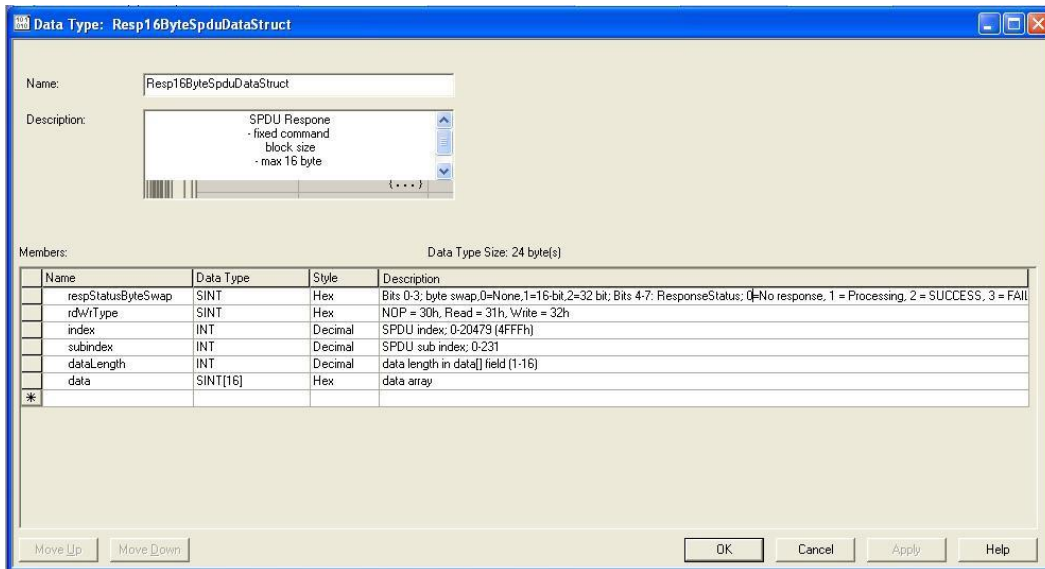 Data Type: Resp16ByteSpduDataStruct
Name: Resp16ByteSpduDataStruct
Description: SPDU Respone
- fixed command
block size
- max 16 byte
{...}
Members: Data Type Size: 24 byte(s)
Name Data Type Style Description
respStatusByteSwap SINT Hex Bits 0-3; byte swap,0=None,1=16-bit,2=32 bit; Bits 4-7: ResponseStatus; 0=No response, 1 = Processing, 2 = SUCCESS, 3 = FAIL
rdWrType SINT Hex NOP = 30h, Read = 31h, Write = 32h
index INT Decimal SPDU index; 0-20479 (4FFFh)
subindex INT Decimal SPDU sub index; 0-231
dataLength INT Decimal data length in data[] field (1-16)
data SINT[16] Hex data array
Move Up Move Down OK Cancel Apply Help